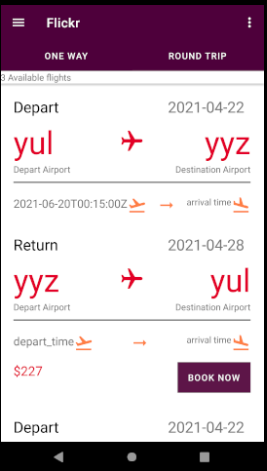 Flickr
ONE WAY ROUND TRIP
3 Available flights
Depart 2021-04-22
yul yyz
Depart Airport Destination Airport
2021-06-20T00:15:00Z → arrival time
Return 2021-04-28
yyz yul
Depart Airport Destination Airport
depart_time → arrival time
$227 BOOK NOW
Depart 2021-04-22